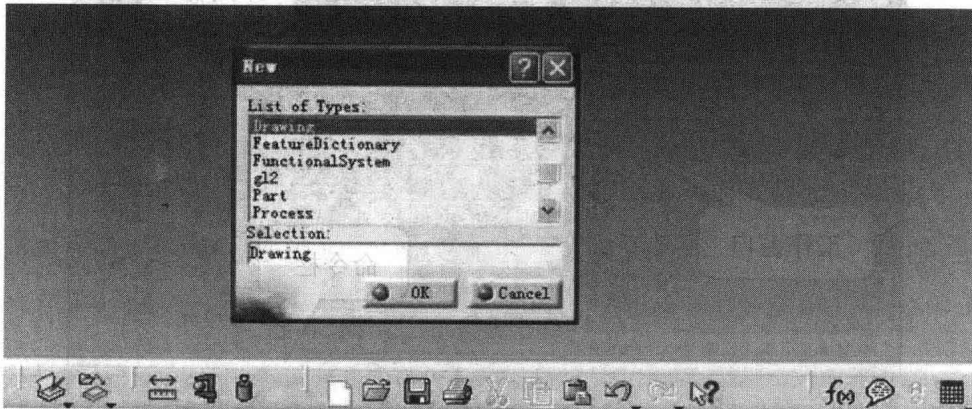 New
List of Types:
Drawing
FeatureDictionary
FunctionalSystem
gl2
Part
Process
Selection:
Drawing
OK
Cancel
f(x)